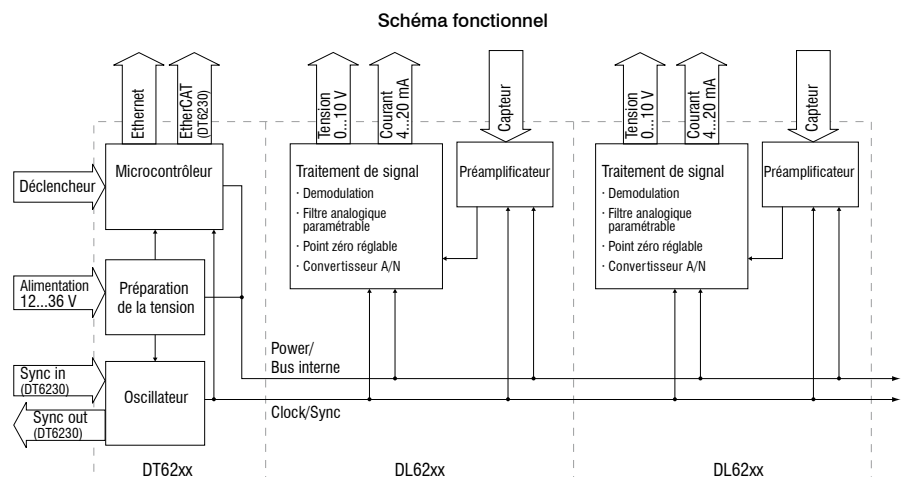 Schéma fonctionnel
Ethernet
EtherCAT
(DT6230)
Tension
0...10 V
Courant
4...20 mA
Capteur
Tension
0...10 V
Courant
4...20 mA
Capteur
Déclencheur
Microcontrôleur
Traitement de signal
· Demodulation
· Filtre analogique
paramétrable
· Point zéro réglable
· Convertisseur A/N
Préamplificateur
Traitement de signal
· Demodulation
· Filtre analogique
paramétrable
· Point zéro réglable
· Convertisseur A/N
Préamplificateur
Alimentation
12...36 V
Préparation
de la tension
Power/
Bus interne
Sync in
(DT6230)
Sync out
(DT6230)
Oscillateur
Clock/Sync
DT62xx
DL62xx
DL62xx